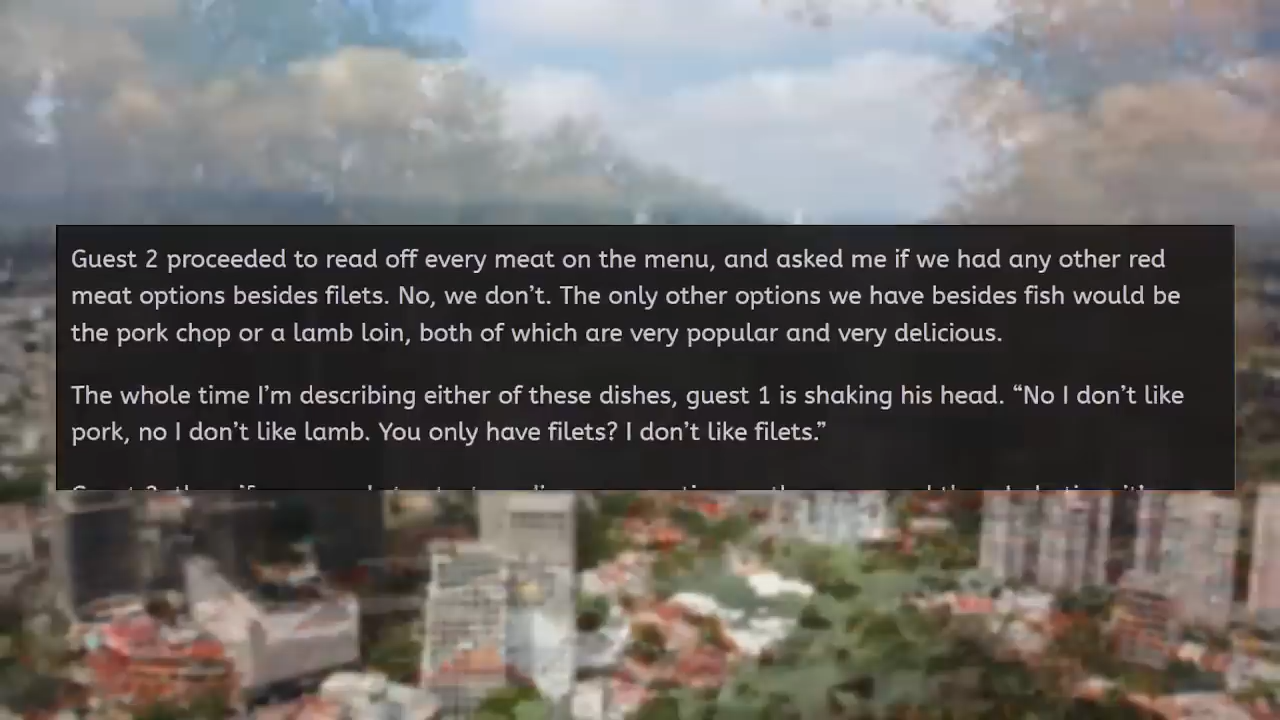 Guest 2 proceeded to read off every meat on the menu, and asked me if we had any other red
meat options besides filets. No, we don’t. The only other options we have besides fish would be
the pork chop or a lamb loin, both of which are very popular and very delicious.
The whole time I’m describing either of these dishes, guest 1 is shaking his head. “No I don’t like
pork, no I don’t like lamb. You only have filets? I don’t like filets.”